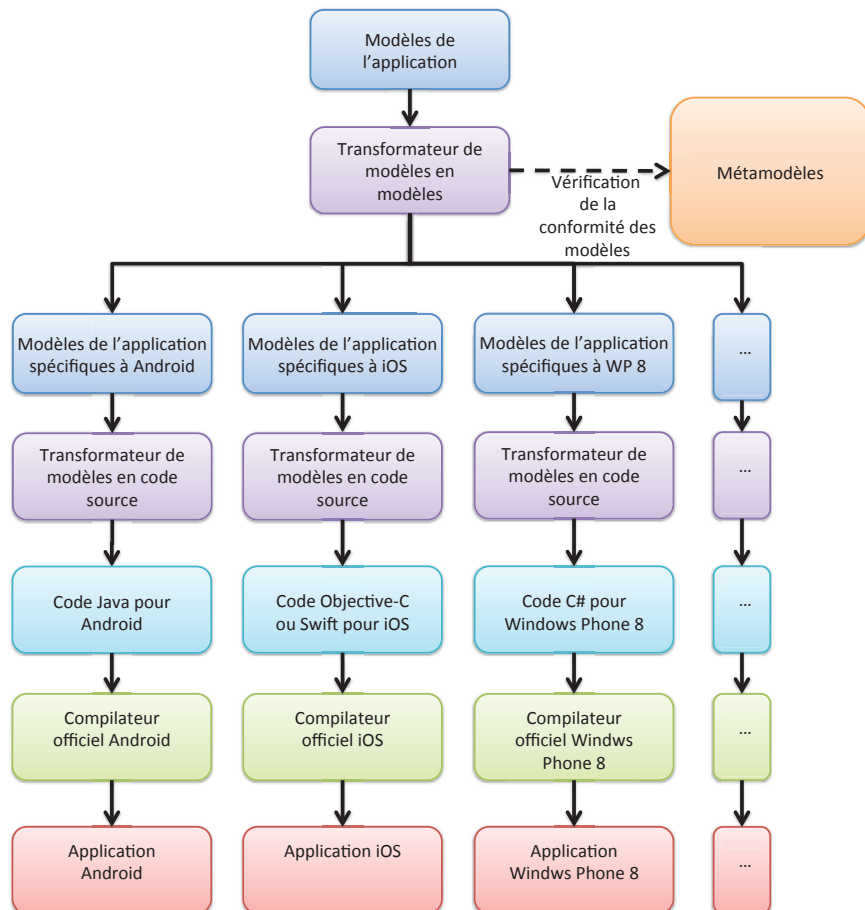 Modèles de
l'application
Transformateur de
modèles en
modèles
Vérification
de la
conformité des
modèles
Métamodèles
Modèles de l'application
spécifiques à Android
Modèles de l'application
spécifiques à iOS
Modèles de l'application
spécifiques à WP 8
...
Transformateur de
modèles en code
source
Transformateur de
modèles en code
source
Transformateur de
modèles en code
source
...
Code Java pour
Android
Code Objective-C
ou Swift pour iOS
Code C# pour
Windows Phone 8
...
Compilateur
officiel Android
Compilateur
officiel iOS
Compilateur
officiel Windws
Phone 8
...
Application
Android
Application iOS
Application
Windws Phone 8
...